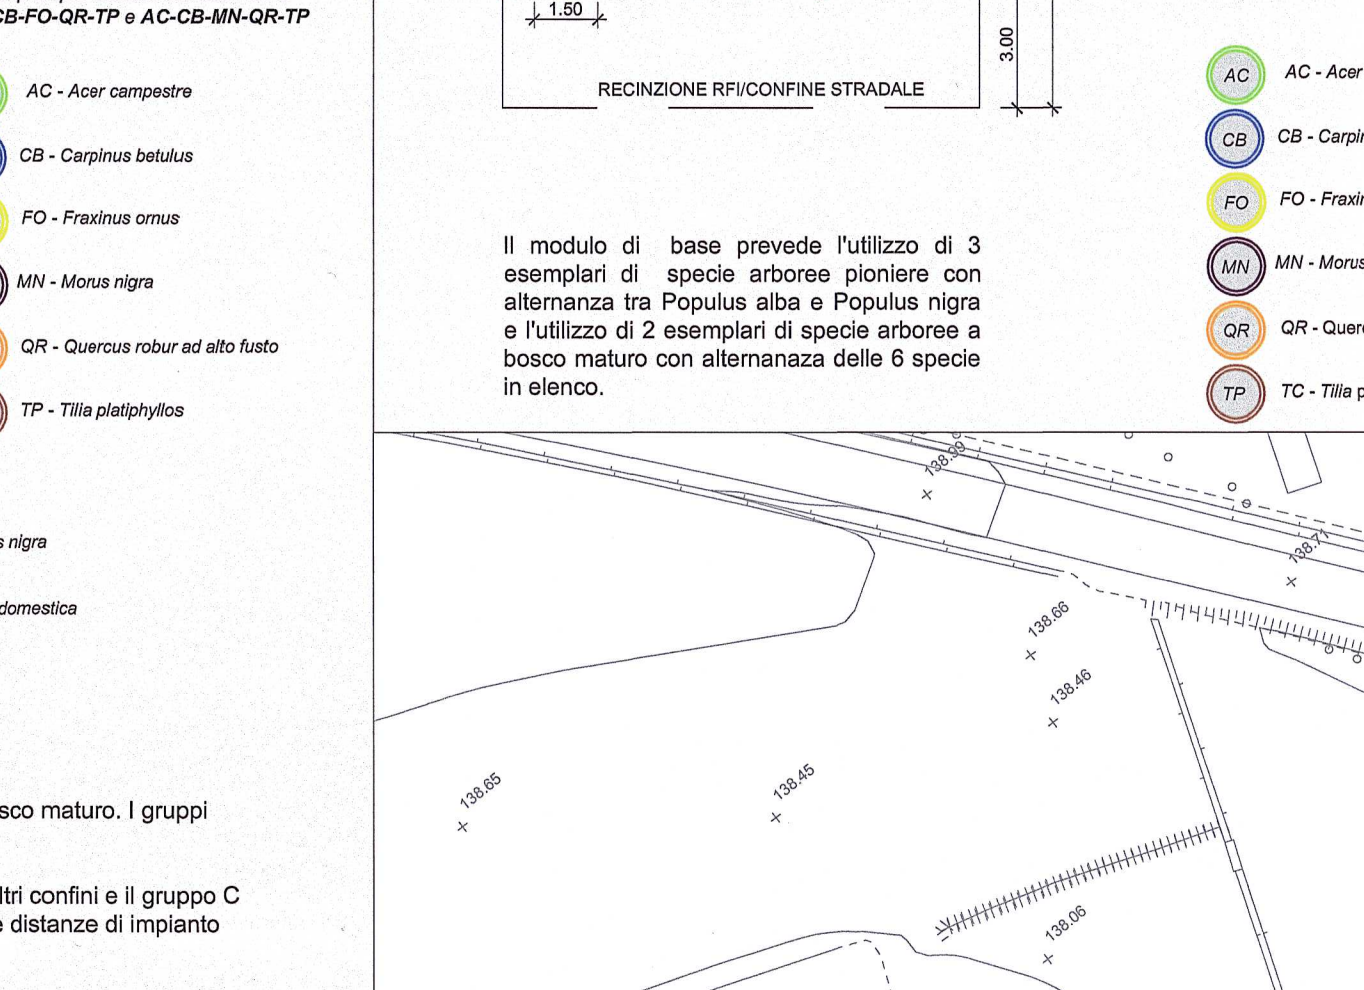 CB-FO-QR-TP e AC-CB-MN-QR-TP
AC - Acer campestre
CB - Carpinus betulus
FO - Fraxinus ornus
MN - Morus nigra
QR - Quercus robur ad alto fusto
TP - Tilia platiphyllos
nigra
domestica
maturo. I gruppi
confini e il gruppo C
distanze di impianto
1.50
3.00
RECINZIONE RFI/CONFINE STRADALE
Il modulo di base prevede l'utilizzo di 3
esemplari di specie arboree pioniere con
alternanza tra Populus alba e Populus nigra
e l'utilizzo di 2 esemplari di specie arboree a
bosco maturo con alternanaza delle 6 specie
in elenco.
AC AC - Acer
CB CB - Carpin
FO FO - Fraxin
MN MN - Morus
QR QR - Querc
TP TC - Tilia p
138.99
138.71
138.66
138.46
138.65
138.45
138.06